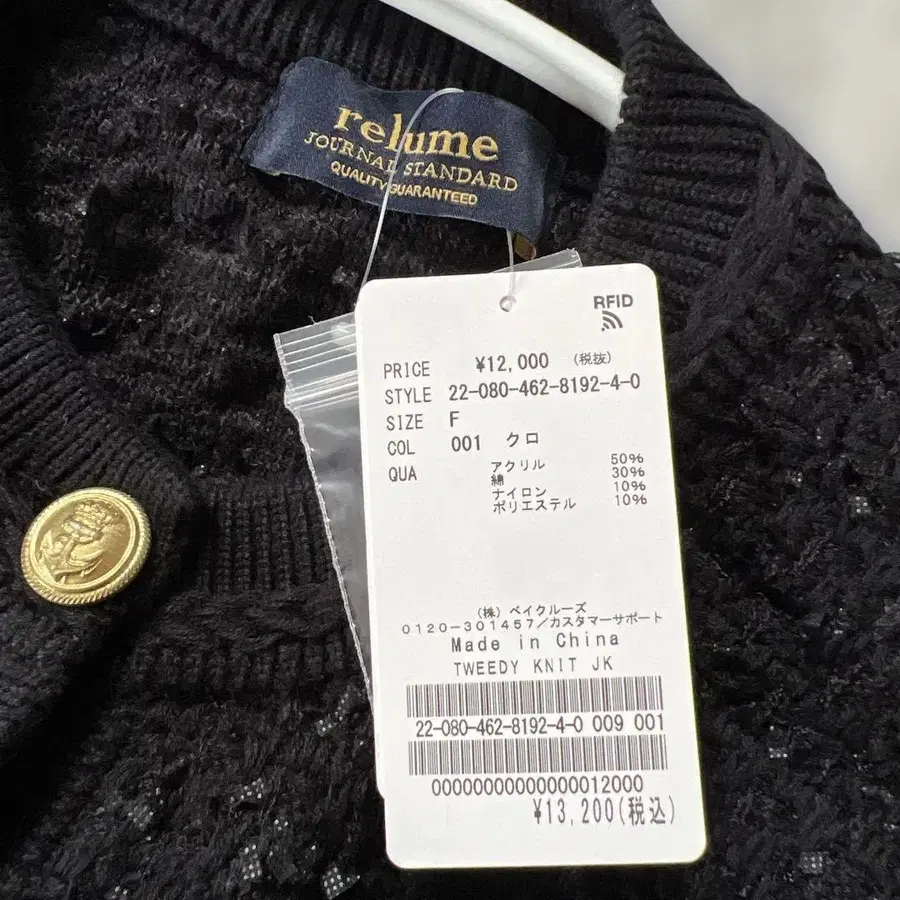 relume
JOURNAL STANDARD
QUALITY GUARANTEED
RFID
PRICE ¥12,000 (税抜)
STYLE 22-080-462-8192-4-0
SIZE F
COL 001 クロ
QUA アクリル 50%
綿 30%
ナイロン 10%
ポリエステル 10%
(株) ベイクルーズ
0120-301457/カスタマーサポート
Made in China
TWEEDY KNIT JK
22-080-462-8192-4-0 009 001
00000000000000012000
¥13,200(税込)